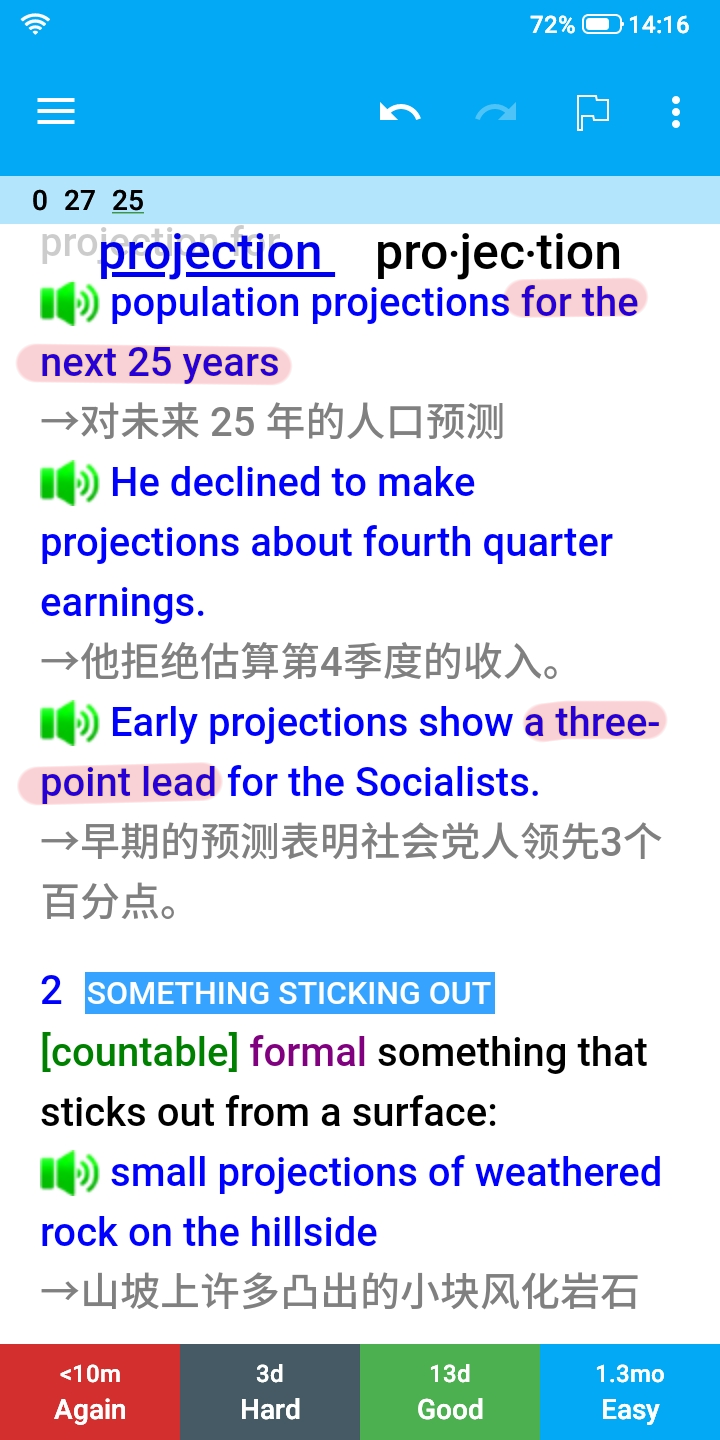 72% 14:16
0 27 25
projection for
projection pro·jec·tion
population projections for the
next 25 years
→对未来 25 年的人口预测
He declined to make
projections about fourth quarter
earnings.
→他拒绝估算第4季度的收入。
Early projections show a three-
point lead for the Socialists.
→早期的预测表明社会党人领先3个
百分点。
2 SOMETHING STICKING OUT
[countable] formal something that
sticks out from a surface:
small projections of weathered
rock on the hillside
→山坡上许多凸出的小块风化岩石
<10m 3d 13d 1.3mo
Again Hard Good Easy